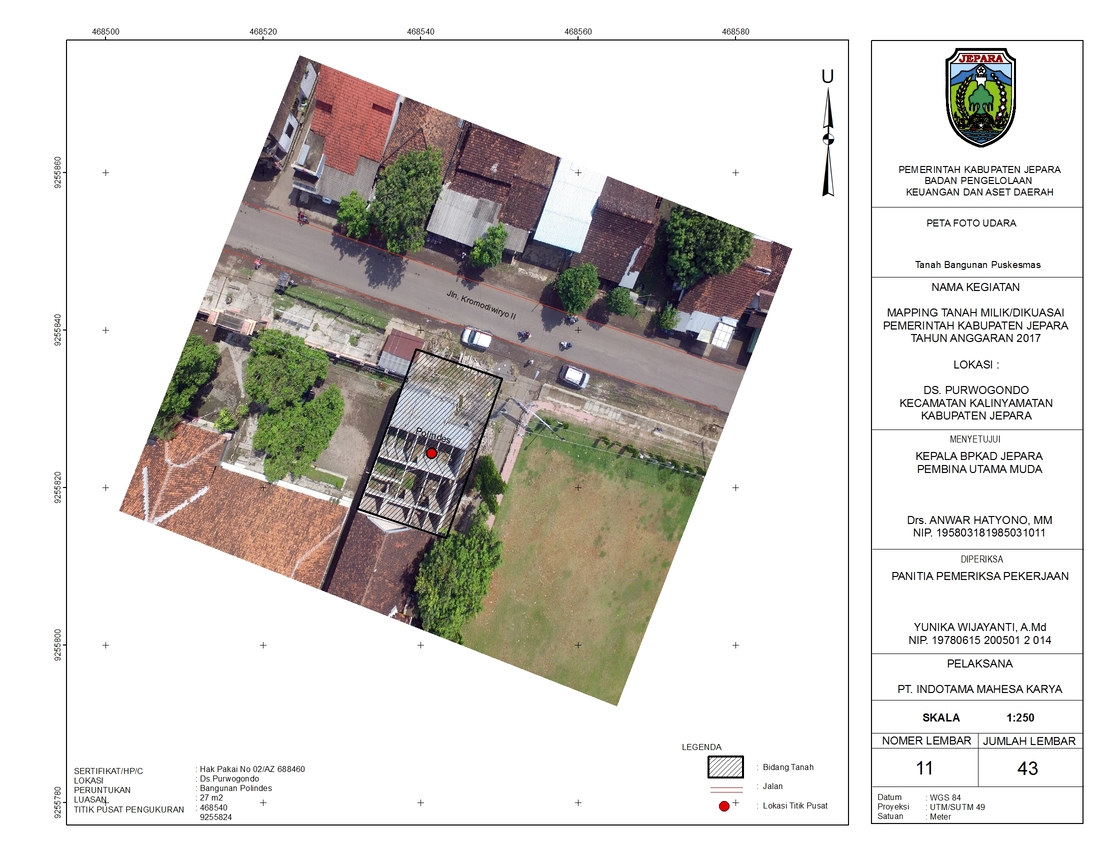 468500
468520
468540
468560
468580
9255860
9255840
9255820
9255800
9255780
U
Jln. Kromodiwiryo II
Polindes
SERTIFIKAT/HP/C : Hak Pakai No 02/AZ 688460
LOKASI : Ds.Purwogondo
PERUNTUKAN : Bangunan Polindes
LUASAN : 27 m2
TITIK PUSAT PENGUKURAN : 468540
9255824
LEGENDA
: Bidang Tanah
: Jalan
: Lokasi Titik Pusat
JEPARA
PEMERINTAH KABUPATEN JEPARA
BADAN PENGELOLAAN
KEUANGAN DAN ASET DAERAH
PETA FOTO UDARA
Tanah Bangunan Puskesmas
NAMA KEGIATAN
MAPPING TANAH MILIK/DIKUASAI
PEMERINTAH KABUPATEN JEPARA
TAHUN ANGGARAN 2017
LOKASI :
DS. PURWOGONDO
KECAMATAN KALINYAMATAN
KABUPATEN JEPARA
MENYETUJUI
KEPALA BPKAD JEPARA
PEMBINA UTAMA MUDA
Drs. ANWAR HATYONO, MM
NIP. 195803181985031011
DIPERIKSA
PANITIA PEMERIKSA PEKERJAAN
YUNIKA WIJAYANTI, A.Md
NIP. 19780615 200501 2 014
PELAKSANA
PT. INDOTAMA MAHESA KARYA
SKALA 1:250
NOMER LEMBAR JUMLAH LEMBAR
11 43
Datum : WGS 84
Proyeksi : UTM/SUTM 49
Satuan : Meter